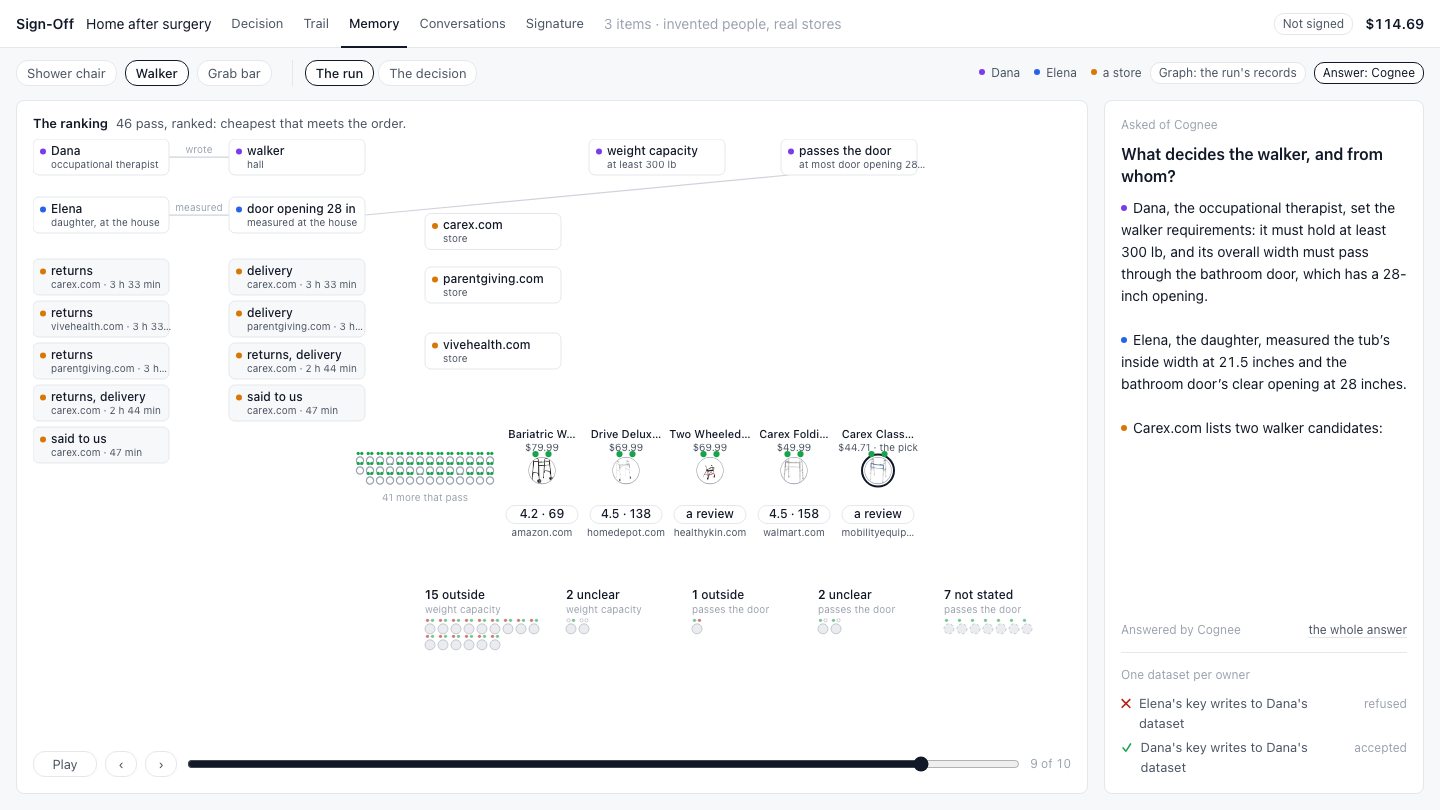 Sign-Off Home after surgery Decision Trail Memory Conversations Signature 3 items · invented people, real stores Not signed $114.69
Shower chair Walker Grab bar The run The decision Dana Elena a store Graph: the run's records Answer: Cognee
The ranking 46 pass, ranked: cheapest that meets the order.
Dana
occupational therapist
wrote
walker
hall
weight capacity
at least 300 lb
passes the door
at most door opening 28…
Elena
daughter, at the house
measured
door opening 28 in
measured at the house
carex.com
store
parentgiving.com
store
vivehealth.com
store
returns
carex.com · 3 h 33 min
delivery
carex.com · 3 h 33 min
returns
vivehealth.com · 3 h 33…
delivery
parentgiving.com · 3 h…
returns
parentgiving.com · 3 h…
returns, delivery
carex.com · 2 h 44 min
returns, delivery
carex.com · 2 h 44 min
said to us
carex.com · 47 min
said to us
carex.com · 47 min
41 more that pass
Bariatric W… Drive Delux… Two Wheeled… Carex Foldi… Carex Class…
$79.99 $69.99 $69.99 $49.99 $44.71 · the pick
4.2 · 69 4.5 · 138 a review 4.5 · 158 a review
amazon.com homedepot.com healthykin.com walmart.com mobilityequip…
15 outside 2 unclear 1 outside 2 unclear 7 not stated
weight capacity weight capacity passes the door passes the door passes the door
Play ‹ › 9 of 10
Asked of Cognee
What decides the walker, and from
whom?
Dana, the occupational therapist, set the
walker requirements: it must hold at least
300 lb, and its overall width must pass
through the bathroom door, which has a 28-
inch opening.
Elena, the daughter, measured the tub’s
inside width at 21.5 inches and the
bathroom door’s clear opening at 28 inches.
Carex.com lists two walker candidates:
Answered by Cognee the whole answer
One dataset per owner
Elena's key writes to Dana's refused
dataset
Dana's key writes to Dana's accepted
dataset